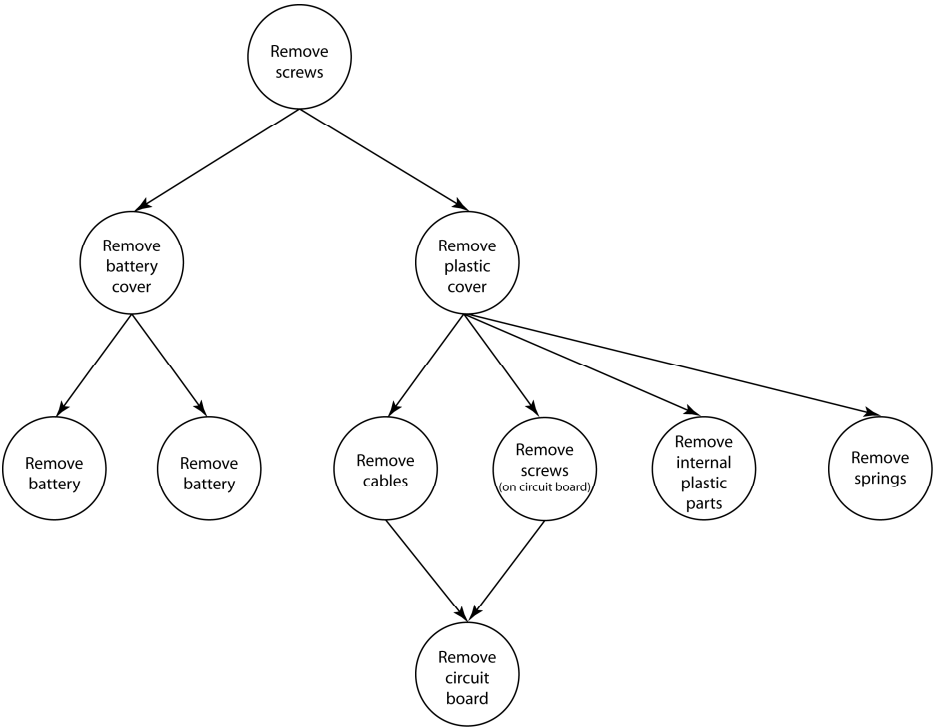 Remove
screws
Remove
battery
cover
Remove
plastic
cover
Remove
battery
Remove
battery
Remove
cables
Remove
screws
(on circuit board)
Remove
internal
plastic
parts
Remove
springs
Remove
circuit
board